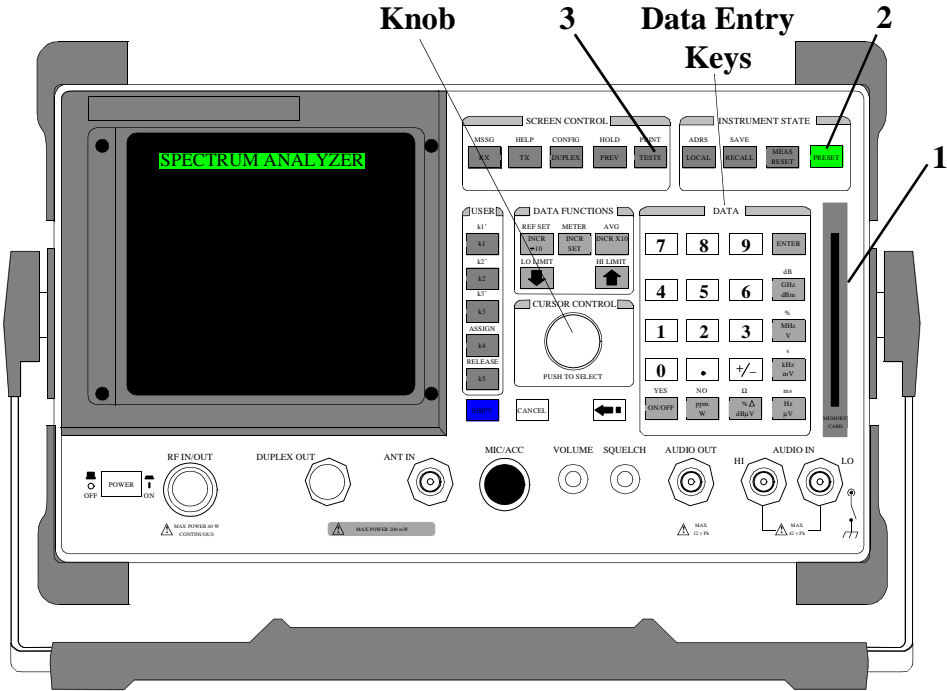 Knob
3
Data Entry
Keys
2
1
SPECTRUM ANALYZER
SCREEN CONTROL
MSSG HELP CONFIG HOLD PRINT
RX TX DUPLEX PREV TESTS
INSTRUMENT STATE
ADRS SAVE
LOCAL RECALL MEAS RESET PRESET
USER
k1'
k1
k2'
k2
k3'
k3
ASSIGN
k4
RELEASE
k5
DATA FUNCTIONS
REF SET METER AVG
INCR ÷10 INCR SET INCR X10
LO LIMIT HI LIMIT
CURSOR CONTROL
PUSH TO SELECT
DATA
7 8 9 ENTER
dB
4 5 6 GHz dBm
%
1 2 3 MHz V
s
0 . +/− kHz mV
YES NO Ω ms
ON/OFF ppm W %Δ dBμV Hz μV
MEMORY
CARD
SHIFT CANCEL
POWER
OFF ON
RF IN/OUT
MAX POWER 60 W
CONTINUOUS
DUPLEX OUT
ANT IN
MAX POWER 200 mW
MIC/ACC
VOLUME
SQUELCH
AUDIO OUT
MAX
12 v Pk
AUDIO IN
HI LO
MAX
42 v Pk